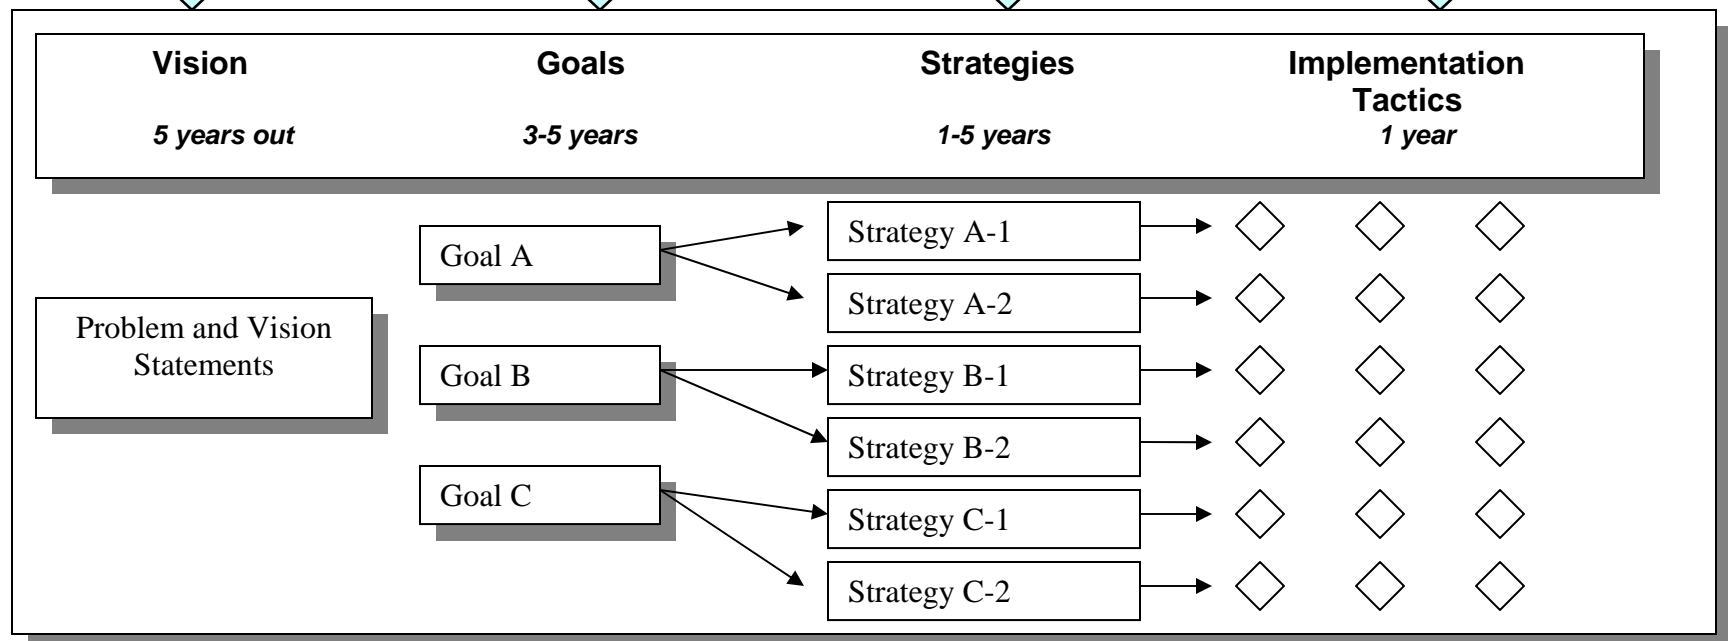 Vision
Goals
Strategies
Implementation
Tactics
5 years out
3-5 years
1-5 years
1 year
Problem and Vision
Statements
Goal A
Goal B
Goal C
Strategy A-1
Strategy A-2
Strategy B-1
Strategy B-2
Strategy C-1
Strategy C-2